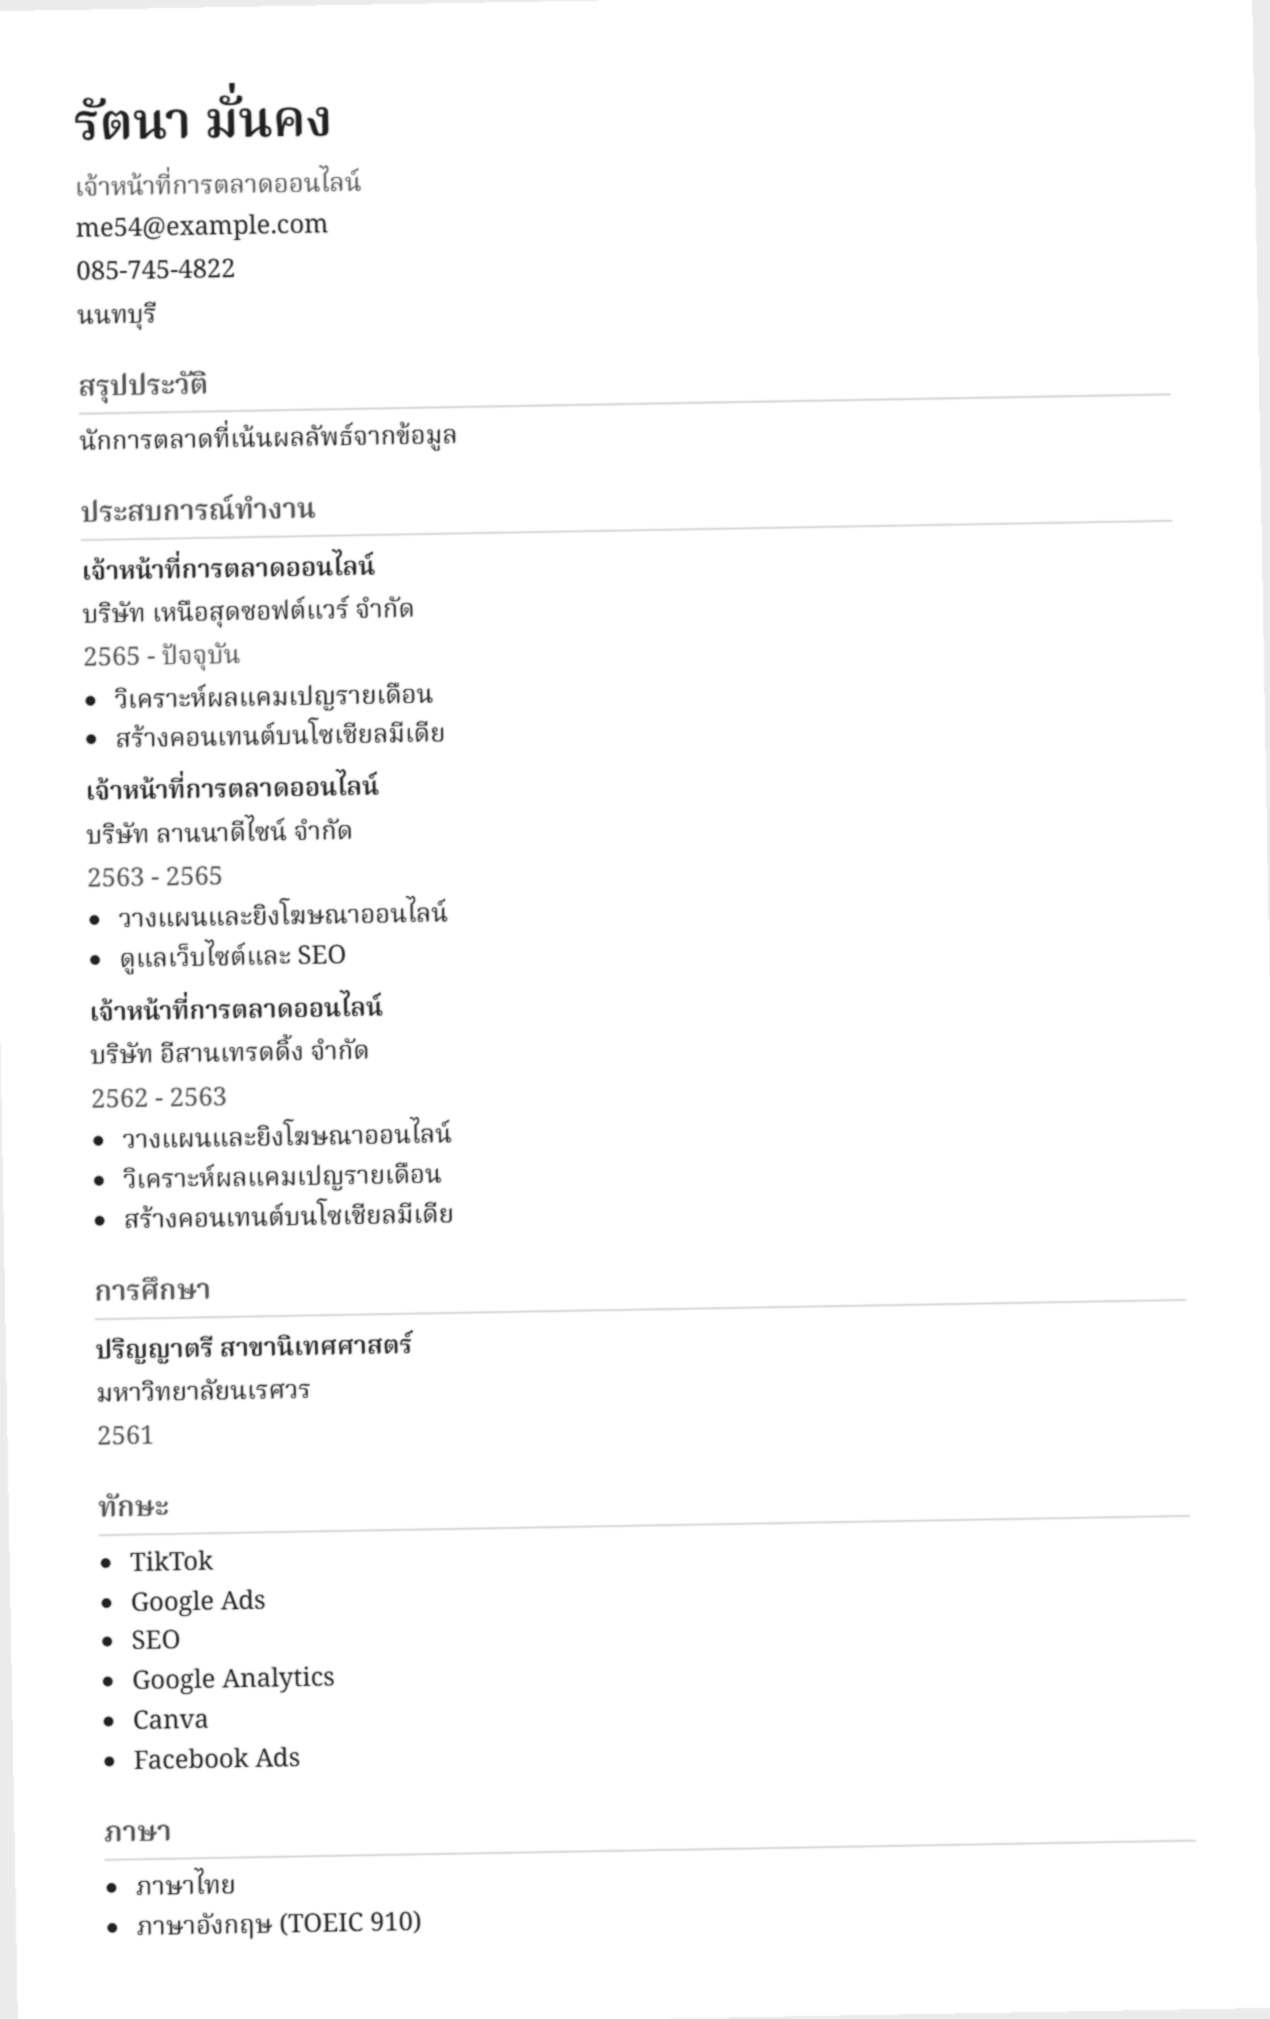 รัตนา มั่นคง
เจ้าหน้าที่การตลาดออนไลน์
me54@example.com
085-745-4822
นนทบุรี
สรุปประวัติ
นักการตลาดที่เน้นผลลัพธ์จากข้อมูล
ประสบการณ์ทำงาน
เจ้าหน้าที่การตลาดออนไลน์
บริษัท เหนือสุดซอฟต์แวร์ จำกัด
2565 - ปัจจุบัน
• วิเคราะห์ผลแคมเปญรายเดือน
• สร้างคอนเทนต์บนโซเชียลมีเดีย
เจ้าหน้าที่การตลาดออนไลน์
บริษัท ลานนาดีไซน์ จำกัด
2563 - 2565
• วางแผนและยิงโฆษณาออนไลน์
• ดูแลเว็บไซต์และ SEO
เจ้าหน้าที่การตลาดออนไลน์
บริษัท อีสานเทรดดิ้ง จำกัด
2562 - 2563
• วางแผนและยิงโฆษณาออนไลน์
• วิเคราะห์ผลแคมเปญรายเดือน
• สร้างคอนเทนต์บนโซเชียลมีเดีย
การศึกษา
ปริญญาตรี สาขานิเทศศาสตร์
มหาวิทยาลัยนเรศวร
2561
ทักษะ
• TikTok
• Google Ads
• SEO
• Google Analytics
• Canva
• Facebook Ads
ภาษา
• ภาษาไทย
• ภาษาอังกฤษ (TOEIC 910)